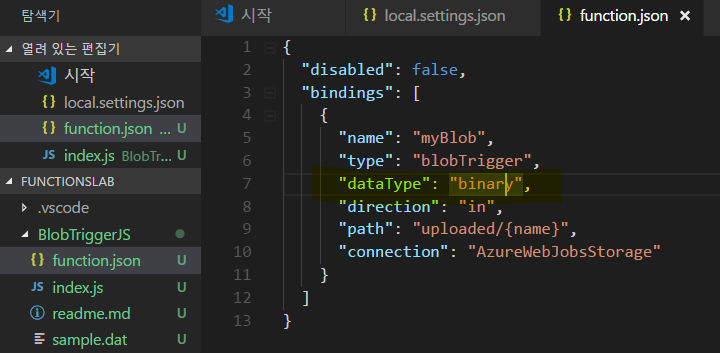 탐색기
열려 있는 편집기
시작
local.settings.json
function.json ... U
index.js BlobTr... U
FUNCTIONSLAB
.vscode
BlobTriggerJS
function.json U
index.js U
readme.md U
sample.dat U
시작 local.settings.json function.json
1 {
2 "disabled": false,
3 "bindings": [
4 {
5 "name": "myBlob",
6 "type": "blobTrigger",
7 "dataType": "binary",
8 "direction": "in",
9 "path": "uploaded/{name}",
10 "connection": "AzureWebJobsStorage"
11 }
12 ]
13 }